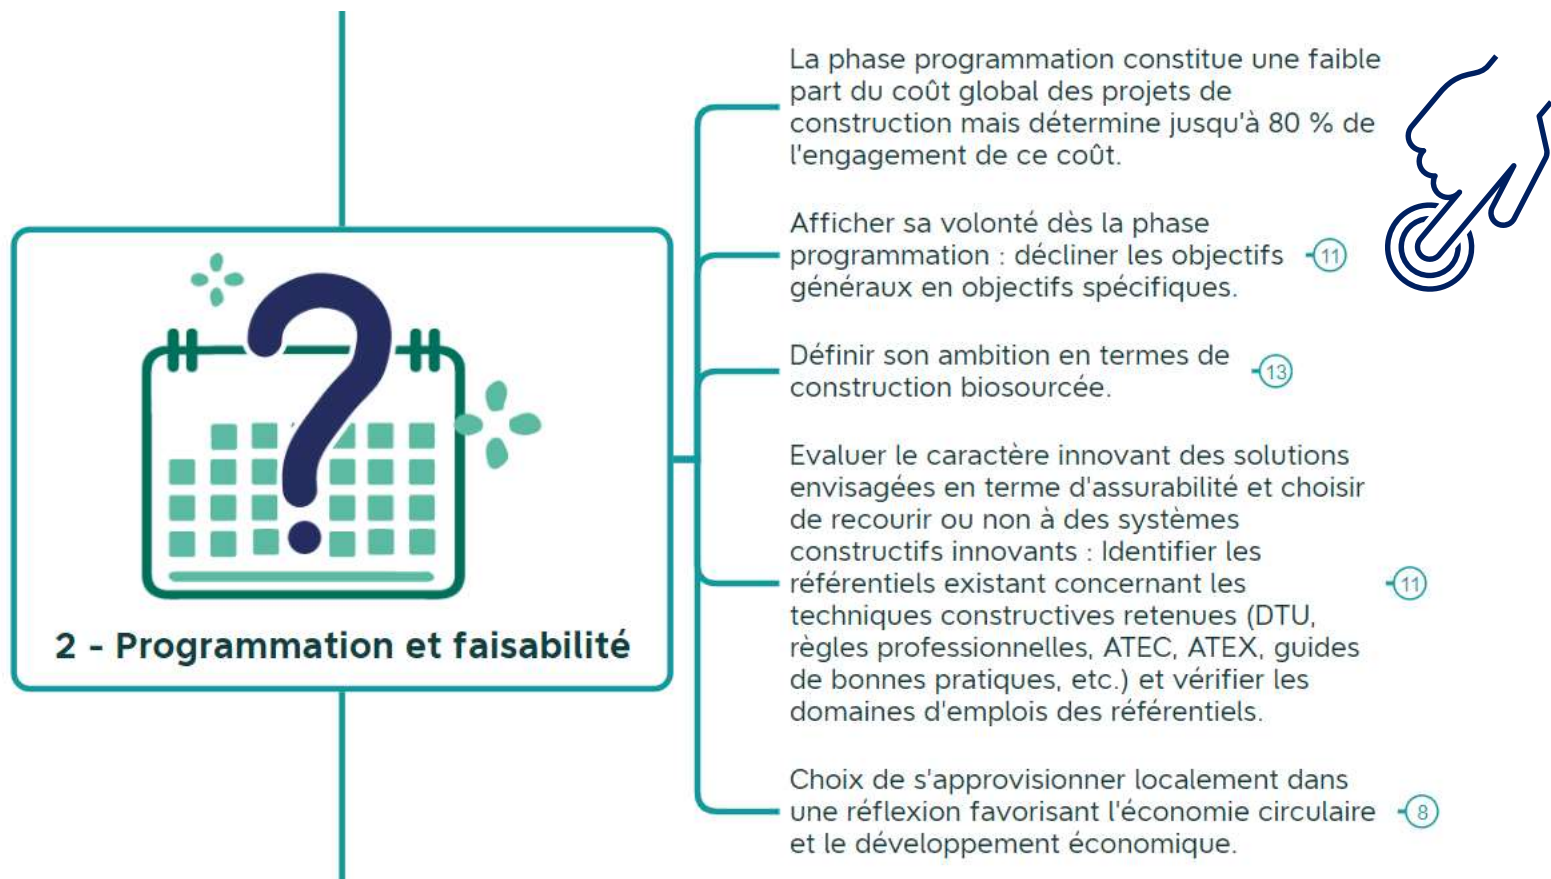 La phase programmation constitue une faible
part du coût global des projets de
construction mais détermine jusqu'à 80 % de
l'engagement de ce coût.
Afficher sa volonté dès la phase
programmation : décliner les objectifs
généraux en objectifs spécifiques.
11
Définir son ambition en termes de
construction biosourcée.
13
Evaluer le caractère innovant des solutions
envisagées en terme d'assurabilité et choisir
de recourir ou non à des systèmes
constructifs innovants : Identifier les
référentiels existant concernant les
techniques constructives retenues (DTU,
règles professionnelles, ATEC, ATEX, guides
de bonnes pratiques, etc.) et vérifier les
domaines d'emplois des référentiels.
11
2 - Programmation et faisabilité
Choix de s'approvisionner localement dans
une réflexion favorisant l'économie circulaire
et le développement économique.
8